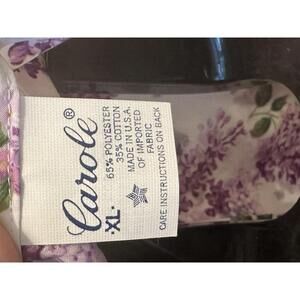 Carole®
·XL·
65% POLYESTER
35% COTTON
MADE IN U.S.A.
OF IMPORTED
FABRIC
CARE INSTRUCTIONS ON BACK